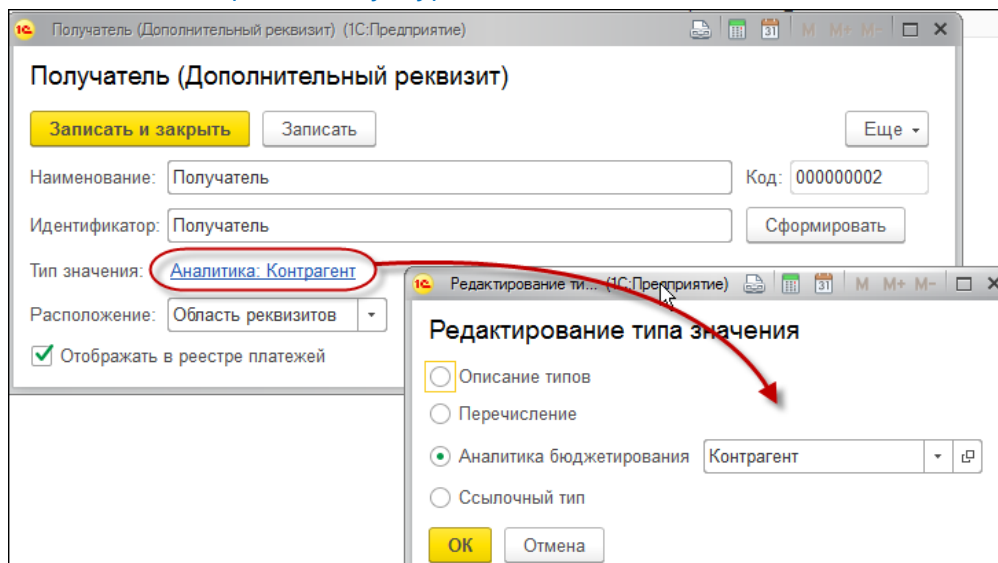 Получатель (Дополнительный реквизит) (1С:Предприятие)
M M+ M-
Получатель (Дополнительный реквизит)
Записать и закрыть Записать Еще
Наименование: Получатель Код: 000000002
Идентификатор: Получатель Сформировать
Тип значения: Аналитика: Контрагент
Расположение: Область реквизитов
Отображать в реестре платежей
Редактирование ти... (1С:Предприятие) M M+ M-
Редактирование типа значения
Описание типов
Перечисление
Аналитика бюджетирования Контрагент
Ссылочный тип
ОК Отмена